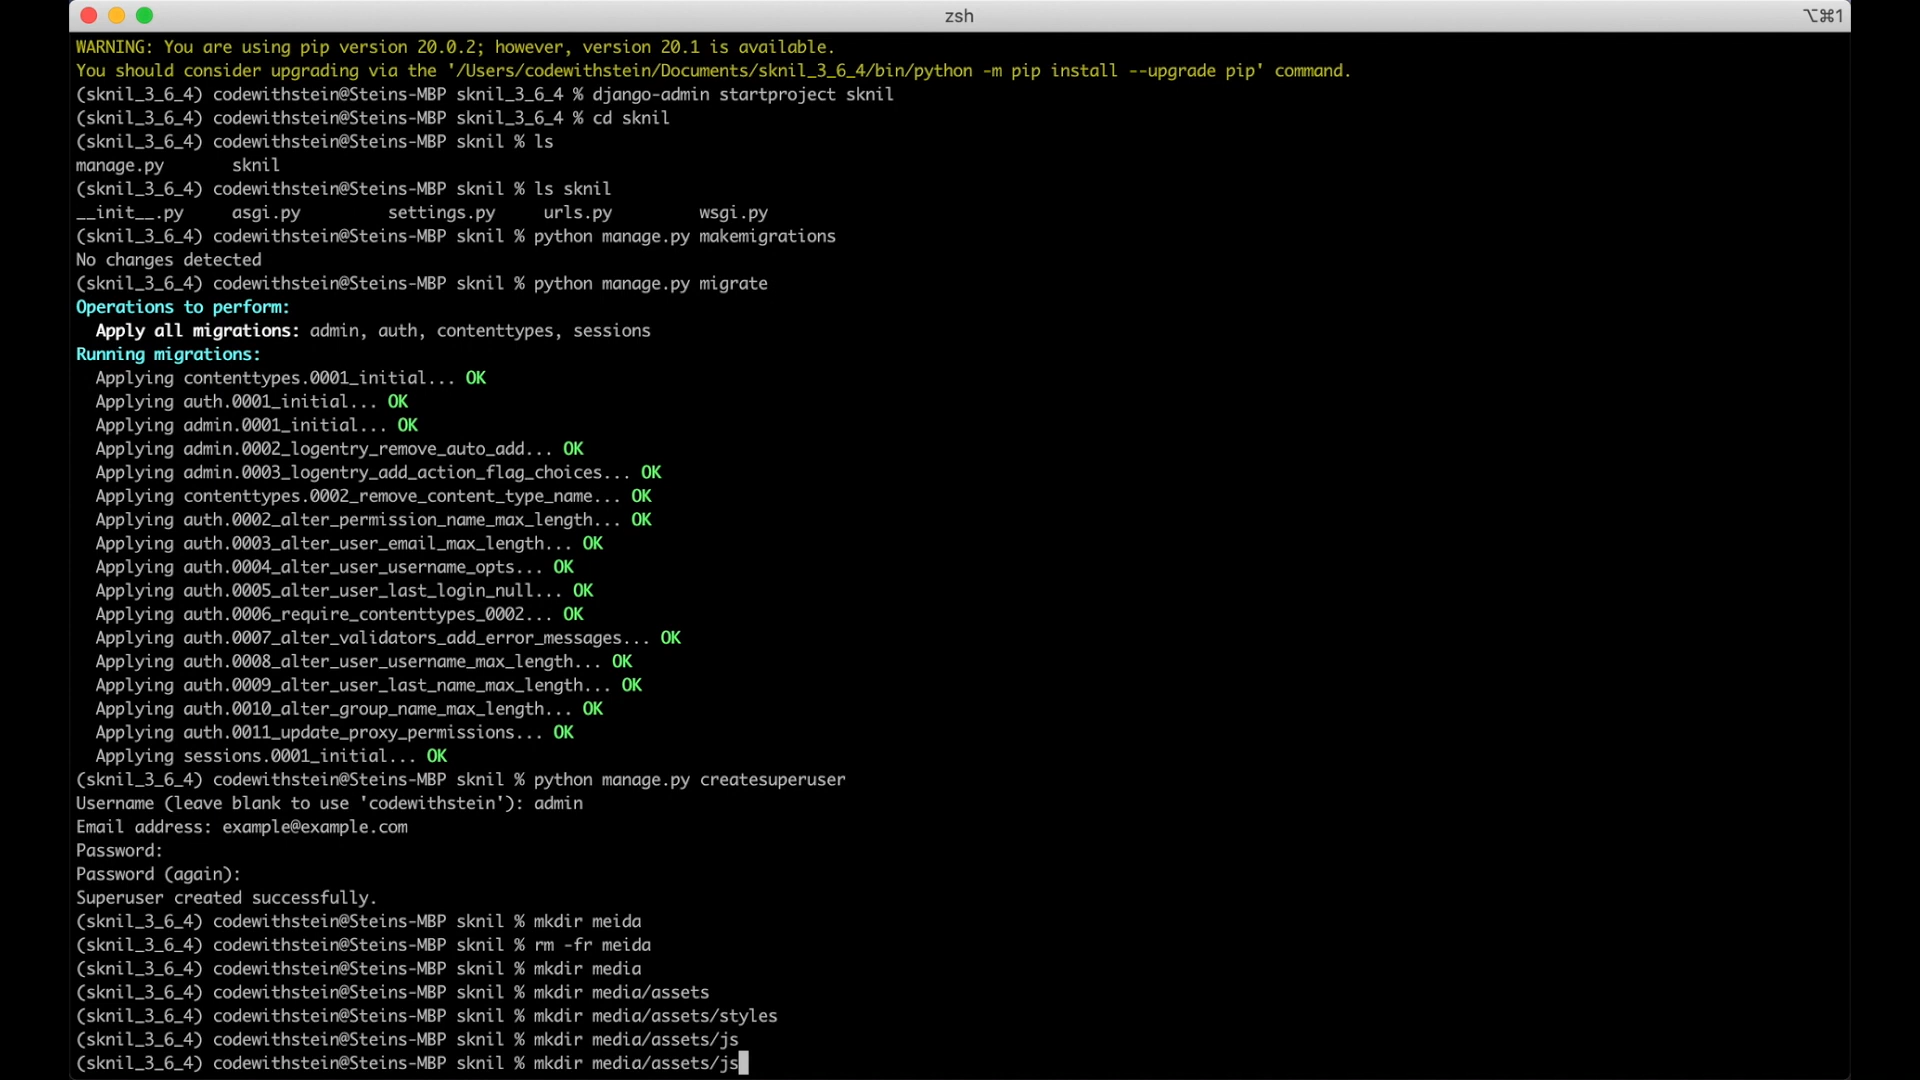 zsh
⌥⌘1
WARNING: You are using pip version 20.0.2; however, version 20.1 is available.
You should consider upgrading via the '/Users/codewithstein/Documents/sknil_3_6_4/bin/python -m pip install --upgrade pip' command.
(sknil_3_6_4) codewithstein@Steins-MBP sknil_3_6_4 % django-admin startproject sknil
(sknil_3_6_4) codewithstein@Steins-MBP sknil_3_6_4 % cd sknil
(sknil_3_6_4) codewithstein@Steins-MBP sknil % ls
manage.py       sknil
(sknil_3_6_4) codewithstein@Steins-MBP sknil % ls sknil
__init__.py     asgi.py         settings.py     urls.py         wsgi.py
(sknil_3_6_4) codewithstein@Steins-MBP sknil % python manage.py makemigrations
No changes detected
(sknil_3_6_4) codewithstein@Steins-MBP sknil % python manage.py migrate
Operations to perform:
  Apply all migrations: admin, auth, contenttypes, sessions
Running migrations:
  Applying contenttypes.0001_initial... OK
  Applying auth.0001_initial... OK
  Applying admin.0001_initial... OK
  Applying admin.0002_logentry_remove_auto_add... OK
  Applying admin.0003_logentry_add_action_flag_choices... OK
  Applying contenttypes.0002_remove_content_type_name... OK
  Applying auth.0002_alter_permission_name_max_length... OK
  Applying auth.0003_alter_user_email_max_length... OK
  Applying auth.0004_alter_user_username_opts... OK
  Applying auth.0005_alter_user_last_login_null... OK
  Applying auth.0006_require_contenttypes_0002... OK
  Applying auth.0007_alter_validators_add_error_messages... OK
  Applying auth.0008_alter_user_username_max_length... OK
  Applying auth.0009_alter_user_last_name_max_length... OK
  Applying auth.0010_alter_group_name_max_length... OK
  Applying auth.0011_update_proxy_permissions... OK
  Applying sessions.0001_initial... OK
(sknil_3_6_4) codewithstein@Steins-MBP sknil % python manage.py createsuperuser
Username (leave blank to use 'codewithstein'): admin
Email address: example@example.com
Password:
Password (again):
Superuser created successfully.
(sknil_3_6_4) codewithstein@Steins-MBP sknil % mkdir meida
(sknil_3_6_4) codewithstein@Steins-MBP sknil % rm -fr meida
(sknil_3_6_4) codewithstein@Steins-MBP sknil % mkdir media
(sknil_3_6_4) codewithstein@Steins-MBP sknil % mkdir media/assets
(sknil_3_6_4) codewithstein@Steins-MBP sknil % mkdir media/assets/styles
(sknil_3_6_4) codewithstein@Steins-MBP sknil % mkdir media/assets/js
(sknil_3_6_4) codewithstein@Steins-MBP sknil % mkdir media/assets/js